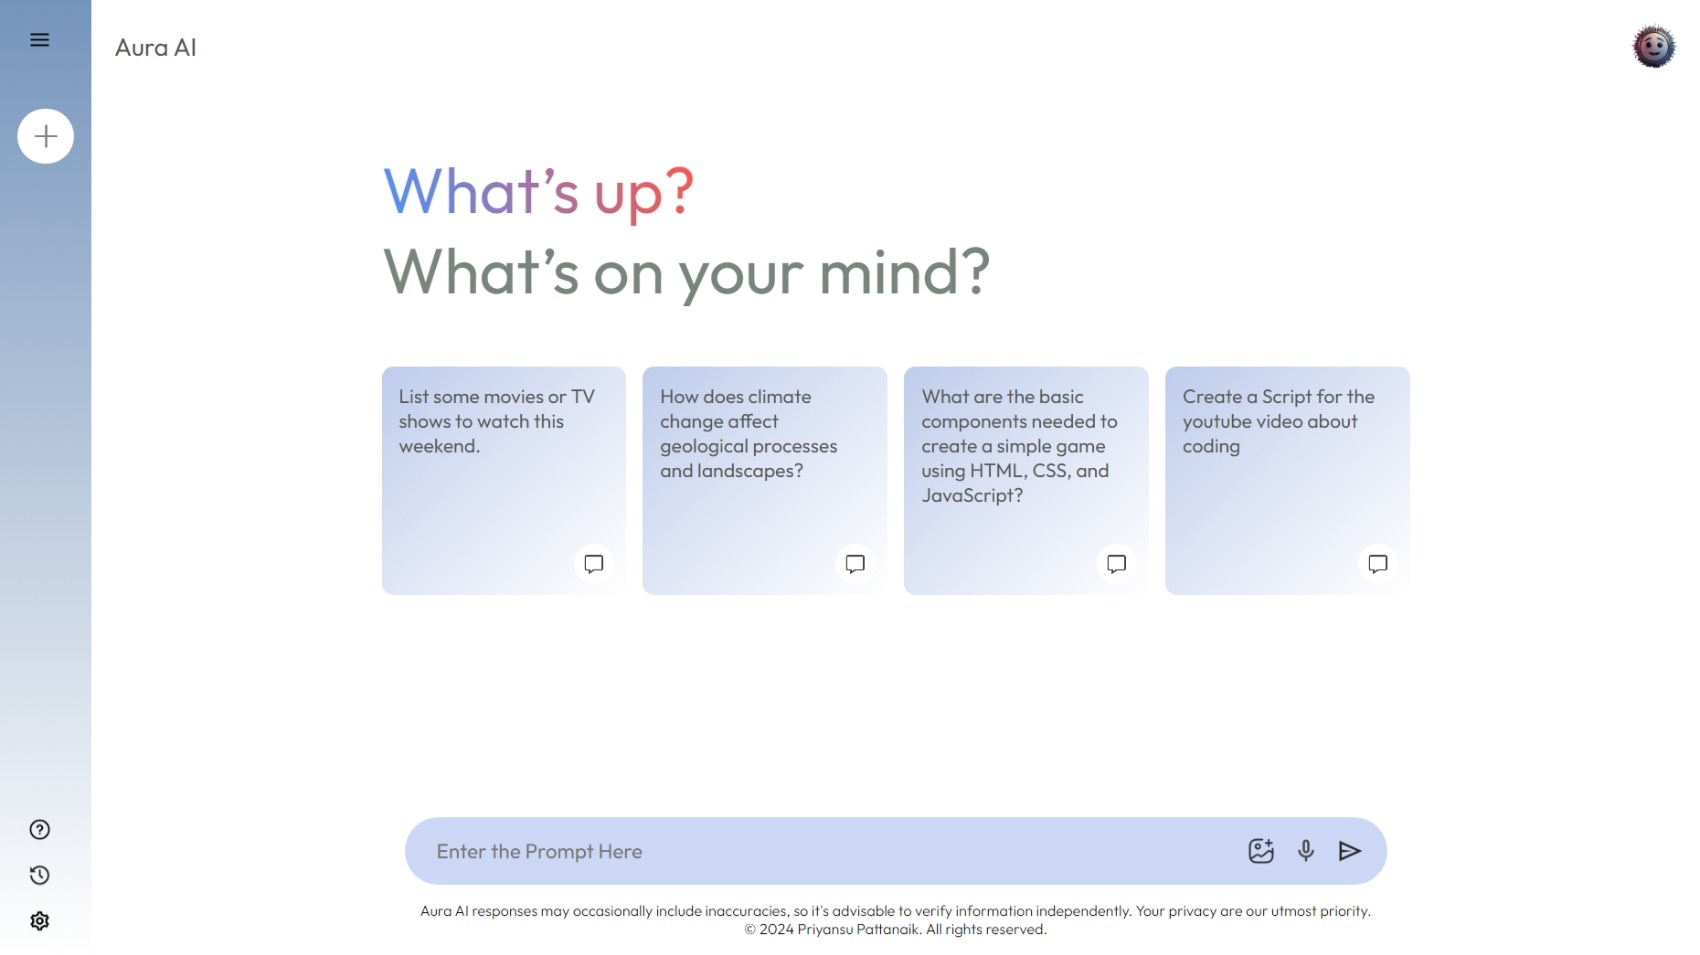 Aura AI
What’s up?
What’s on your mind?
List some movies or TV
shows to watch this
weekend.
How does climate
change affect
geological processes
and landscapes?
What are the basic
components needed to
create a simple game
using HTML, CSS, and
JavaScript?
Create a Script for the
youtube video about
coding
Enter the Prompt Here
Aura AI responses may occasionally include inaccuracies, so it's advisable to verify information independently. Your privacy are our utmost priority.
© 2024 Priyansu Pattanaik. All rights reserved.